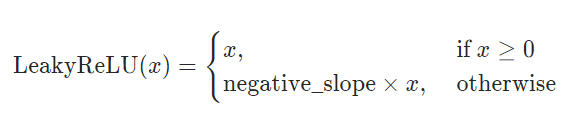 LeakyReLU(x) = { x, if x ≥ 0
negative_slope × x, otherwise